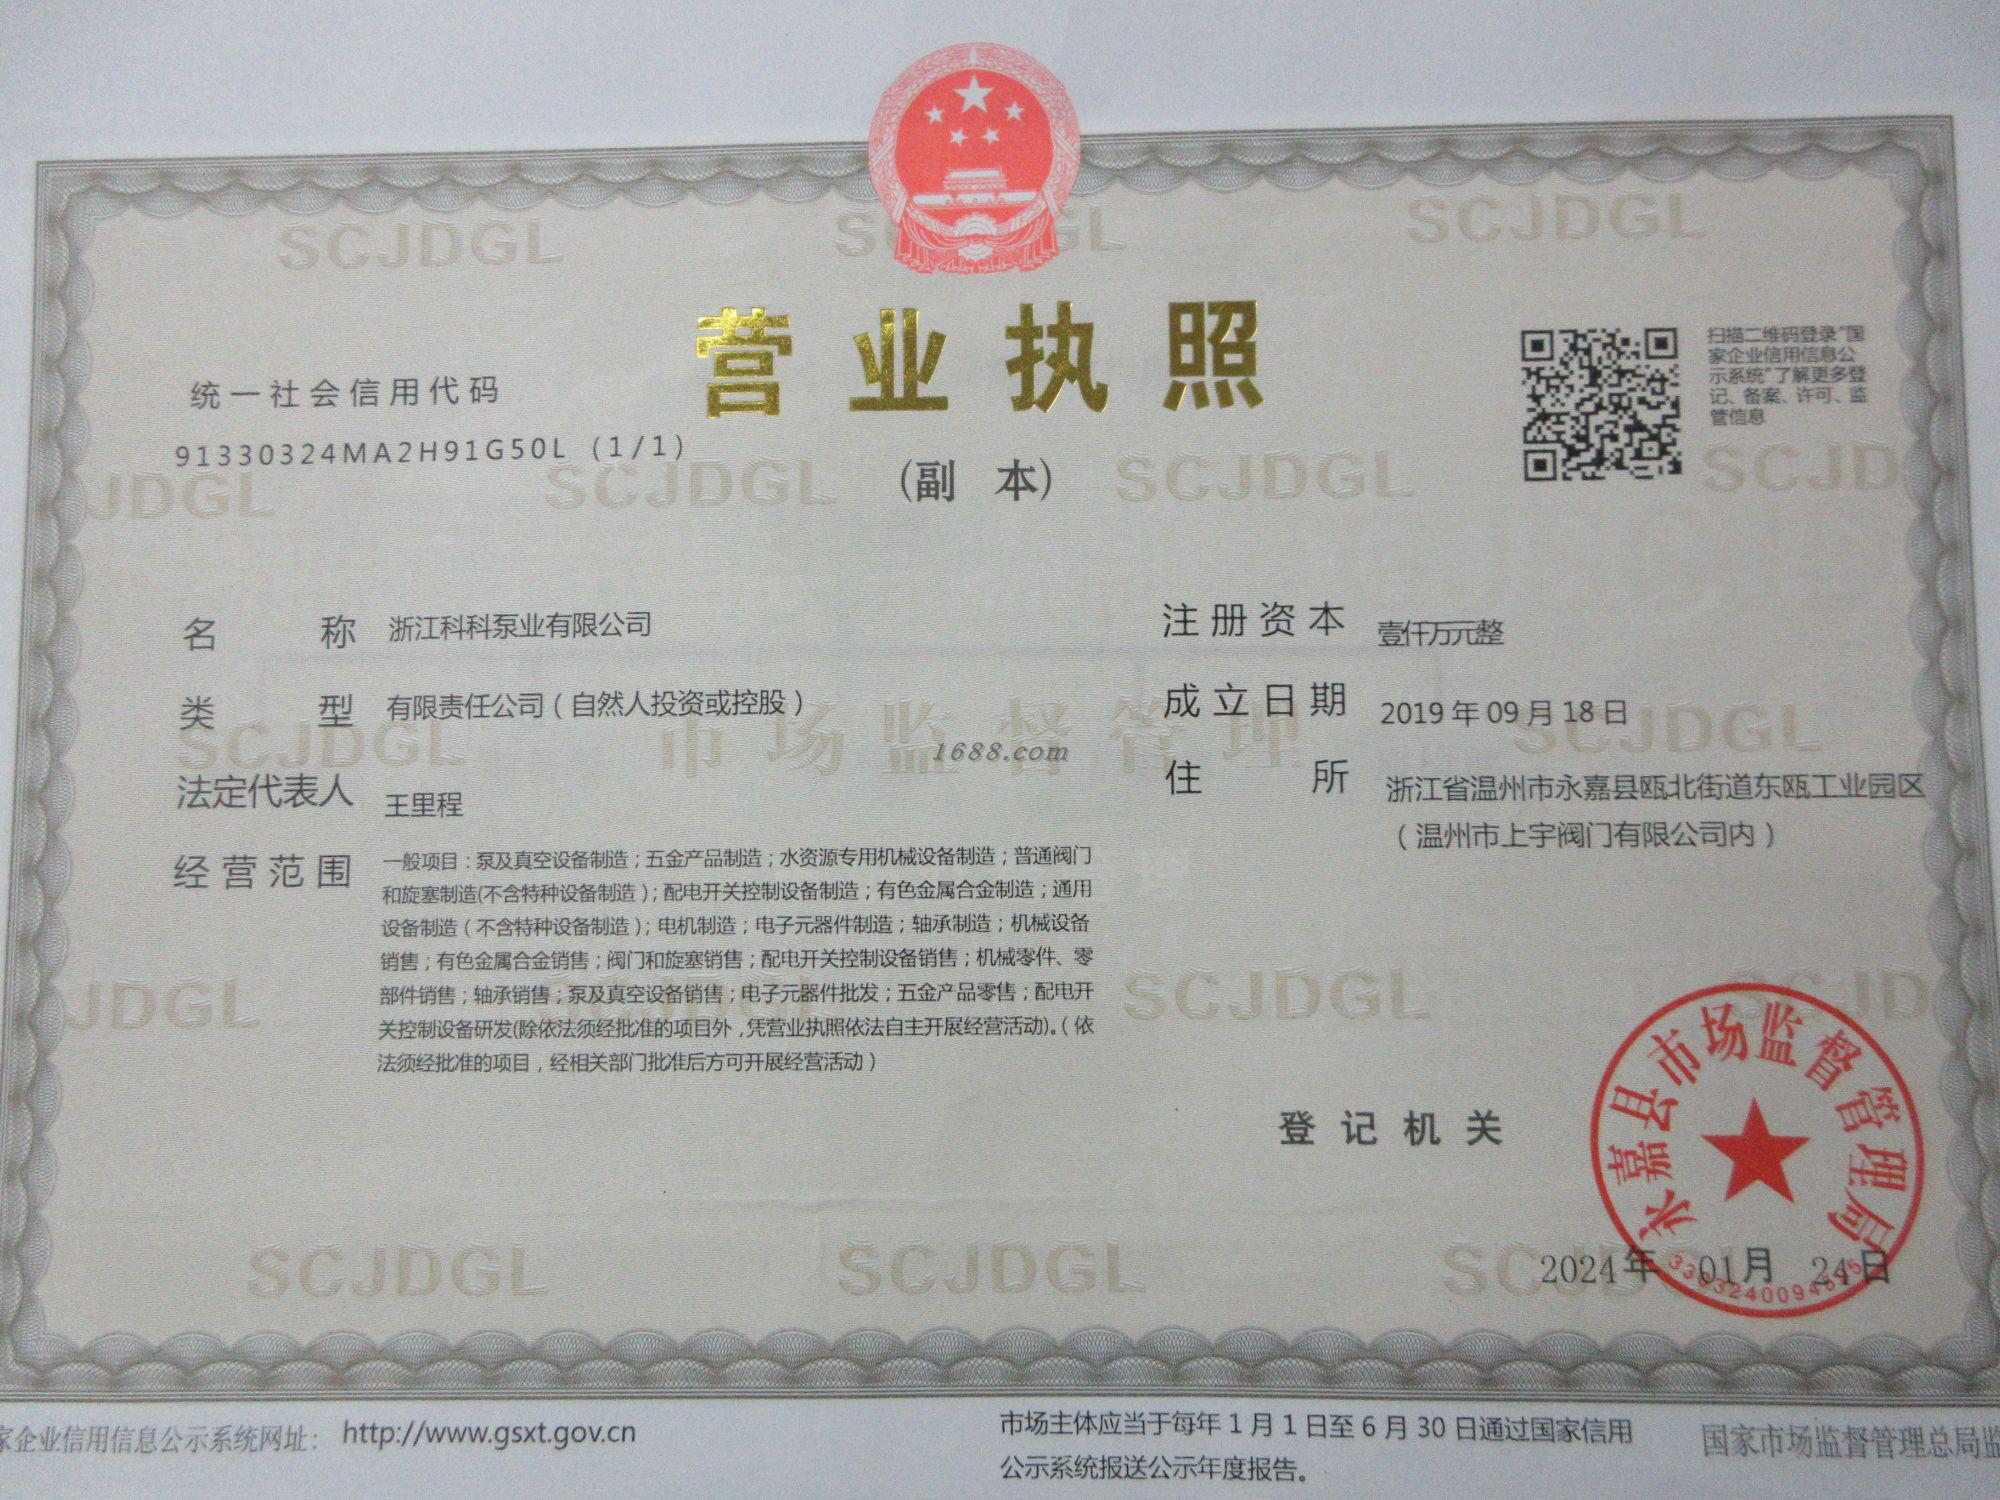 营业执照
(副 本)
统一社会信用代码
91330324MA2H91G50L (1/1)
扫描二维码登录"国
家企业信用信息公
示系统"了解更多登
记、备案、许可、监
管信息
名 称 浙江科科泵业有限公司
类 型 有限责任公司（自然人投资或控股）
法定代表人 王里程
经营范围 一般项目：泵及真空设备制造；五金产品制造；水资源专用机械设备制造；普通阀门
和旋塞制造(不含特种设备制造)；配电开关控制设备制造；有色金属合金制造；通用
设备制造（不含特种设备制造）；电机制造；电子元器件制造；轴承制造；机械设备
销售；有色金属合金销售；阀门和旋塞销售；配电开关控制设备销售；机械零件、零
部件销售；轴承销售；泵及真空设备销售；电子元器件批发；五金产品零售；配电开
关控制设备研发(除依法须经批准的项目外，凭营业执照依法自主开展经营活动)。（依
法须经批准的项目，经相关部门批准后方可开展经营活动）
注册资本 壹仟万元整
成立日期 2019年09月18日
住 所 浙江省温州市永嘉县瓯北街道东瓯工业园区
（温州市上宇阀门有限公司内）
1688.com
市场监督管理
SCJDGL
SCJDGL
SCJDGL
SCJDGL
SCJDGL
SCJDGL
SCJDGL
SCJDGL
SCJDGL
SCJDGL
登记机关
永嘉县市场监督管理局
2024年 01月 24日
家企业信用信息公示系统网址： http://www.gsxt.gov.cn
市场主体应当于每年1月1日至6月30日通过国家信用
公示系统报送公示年度报告。
国家市场监督管理总局监